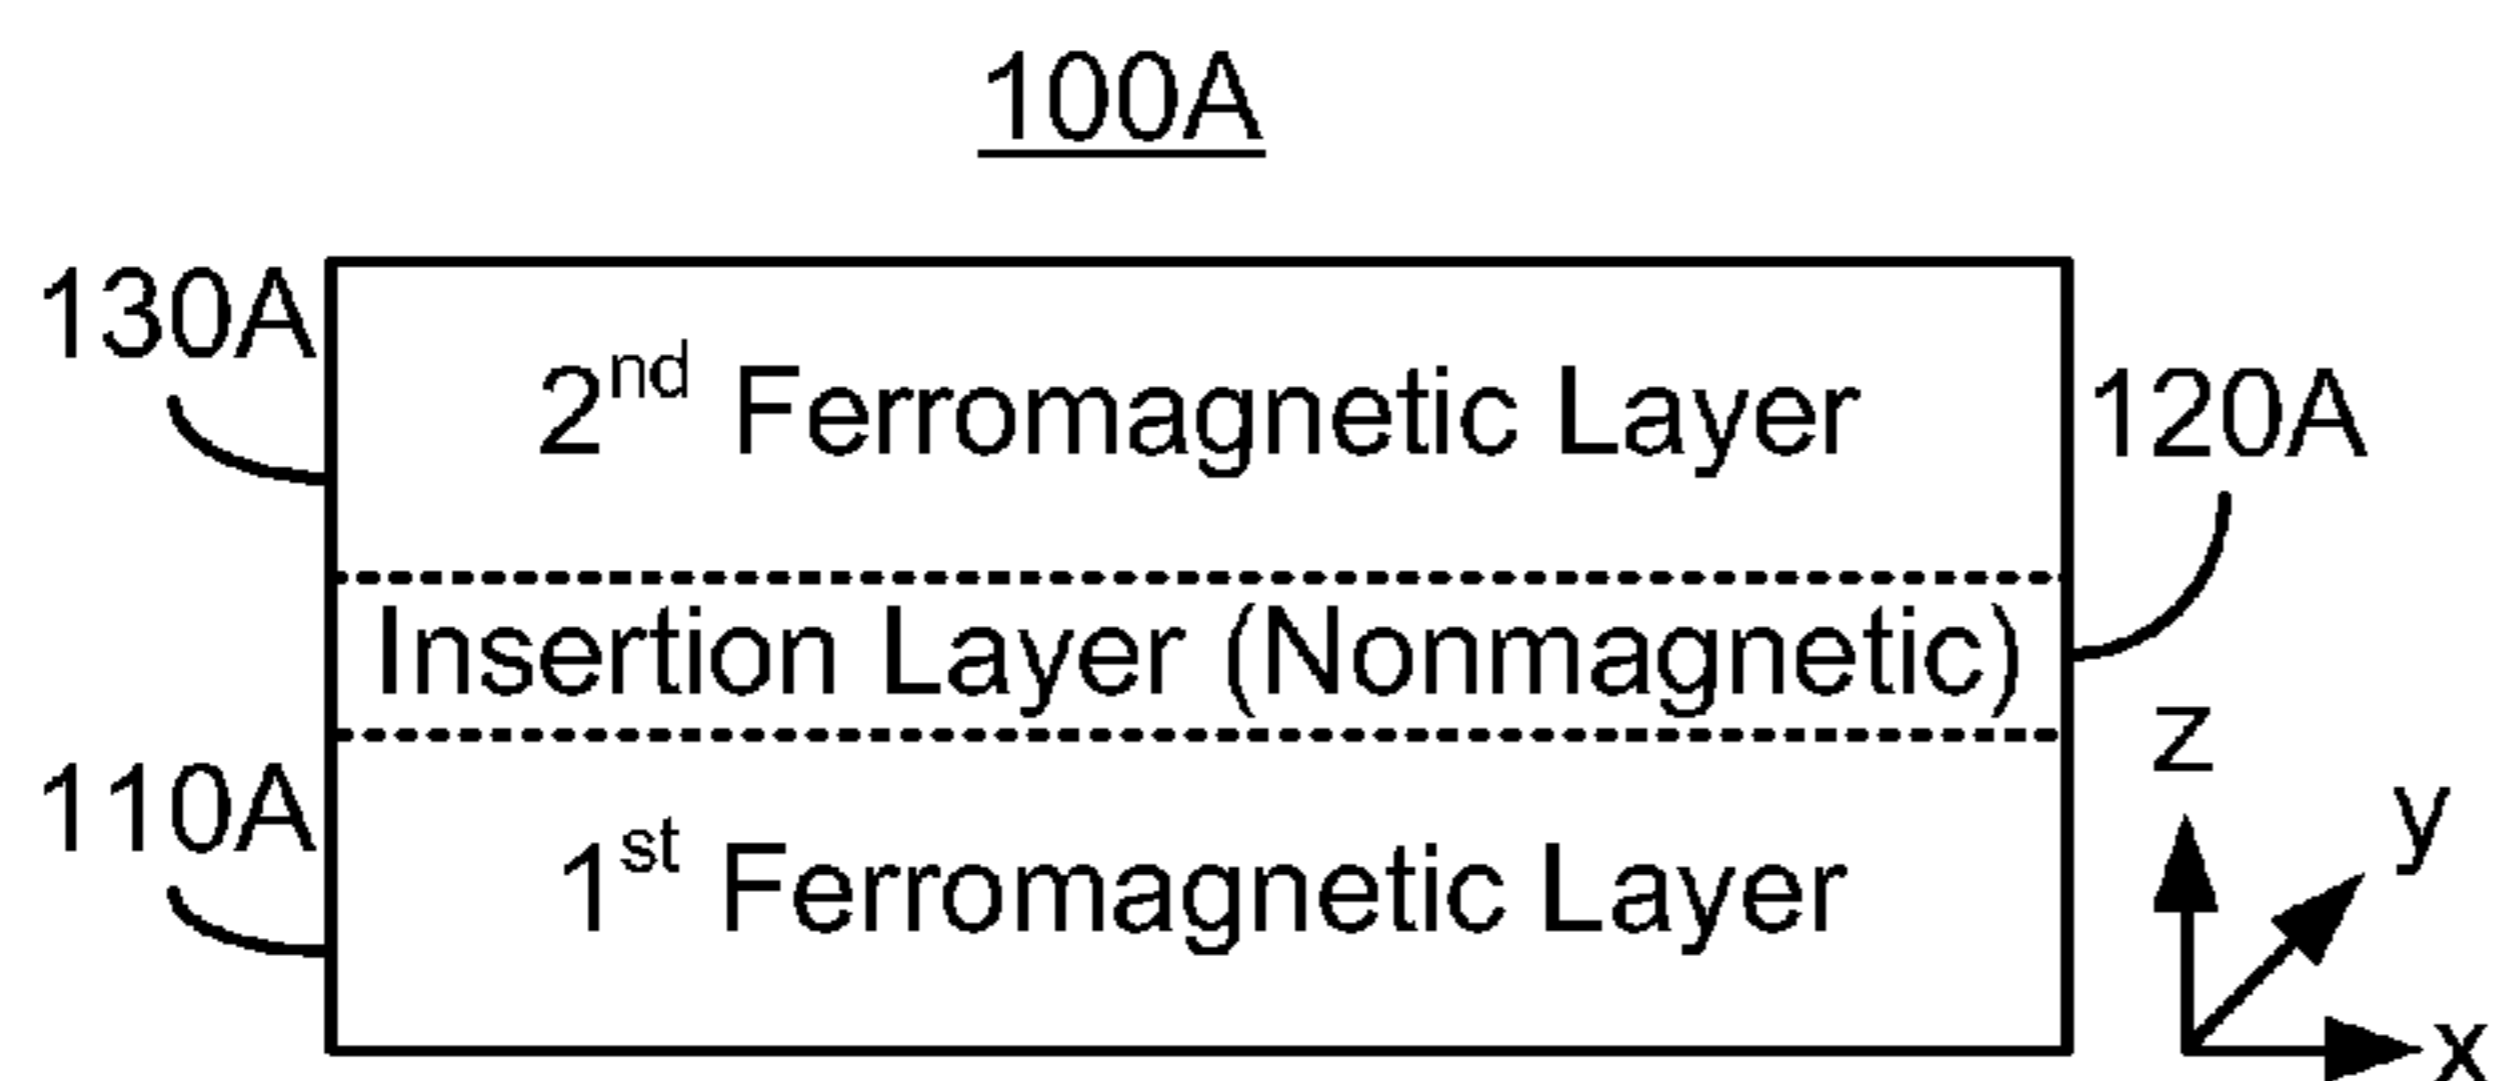 100A
130A
2nd Ferromagnetic Layer
120A
Insertion Layer (Nonmagnetic)
110A
1st Ferromagnetic Layer
z
y
x